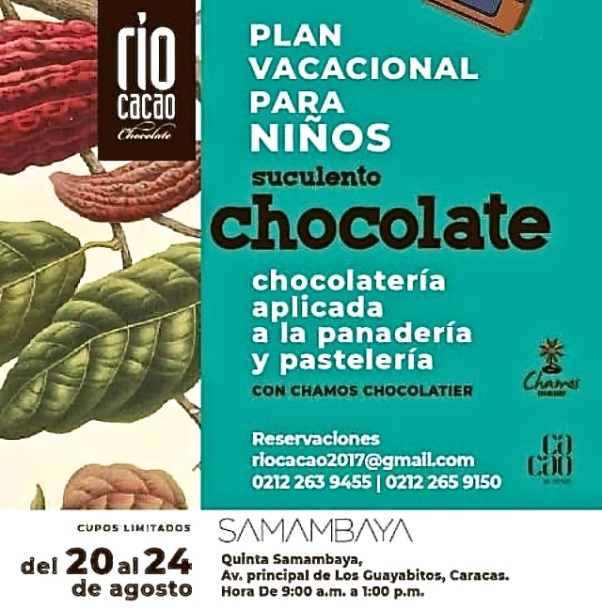 río
cacao
Chocolate
PLAN
VACACIONAL
PARA
NIÑOS
suculento
chocolate
chocolatería
aplicada
a la panadería
y pastelería
CON CHAMOS CHOCOLATIER
Chamos
Reservaciones
riocacao2017@gmail.com
0212 263 9455 | 0212 265 9150
ca
cao
CUPOS LIMITADOS
del 20 al 24
de agosto
SAMAMBAYA
Quinta Samambaya,
Av. principal de Los Guayabitos, Caracas.
Hora De 9:00 a.m. a 1:00 p.m.